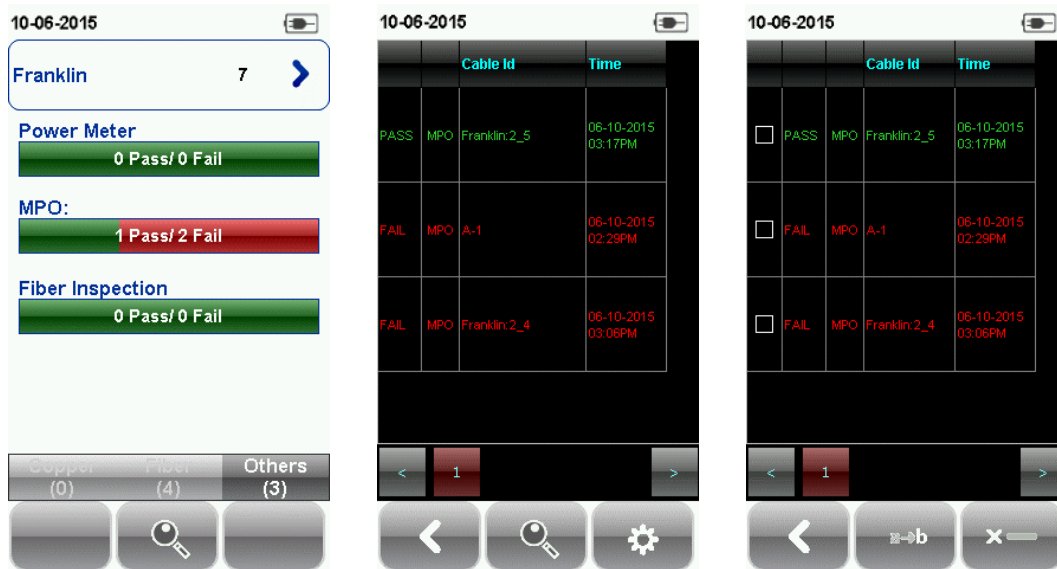 10-06-2015
Franklin 7
Power Meter
0 Pass/ 0 Fail
MPO:
1 Pass/ 2 Fail
Fiber Inspection
0 Pass/ 0 Fail
Copper Fiber Others
(0) (4) (3)
10-06-2015
Cable Id Time
PASS MPO Franklin:2_5 06-10-2015
03:17PM
FAIL MPO A-1 06-10-2015
02:29PM
FAIL MPO Franklin:2_4 06-10-2015
03:06PM
< 1 >
10-06-2015
Cable Id Time
PASS MPO Franklin:2_5 06-10-2015
03:17PM
FAIL MPO A-1 06-10-2015
02:29PM
FAIL MPO Franklin:2_4 06-10-2015
03:06PM
< 1 >
b